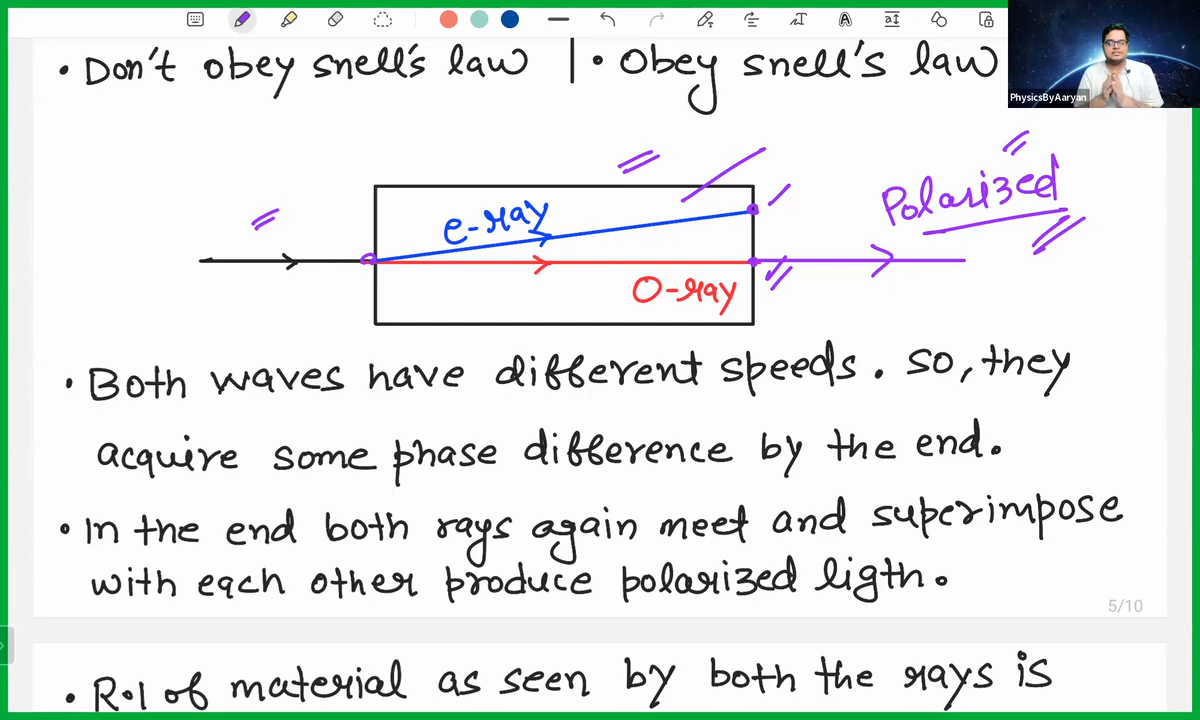 • Don't obey snell's law | • Obey snell's law
PhysicsByAaryan
Polarized
e-ray
O-ray
• Both waves have different speeds. so, they
acquire some phase difference by the end.
• In the end both rays again meet and superimpose
with each other produce polarized ligth.
5/10
• R.I of material as seen by both the rays is